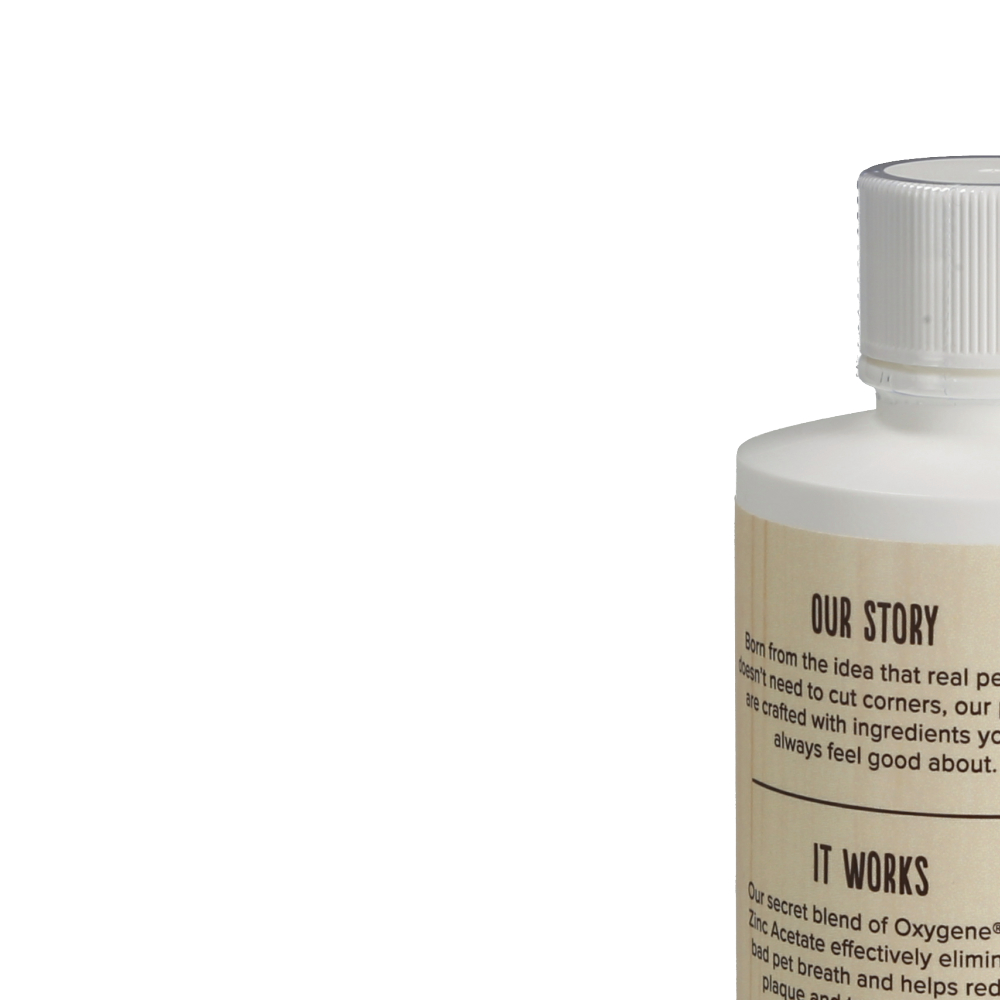 OUR STORY
Born from the idea that real pe
doesn't need to cut corners, our
are crafted with ingredients yo
always feel good about.
IT WORKS
Our secret blend of Oxygene®
Zinc Acetate effectively elimin
bad pet breath and helps red
plaque and